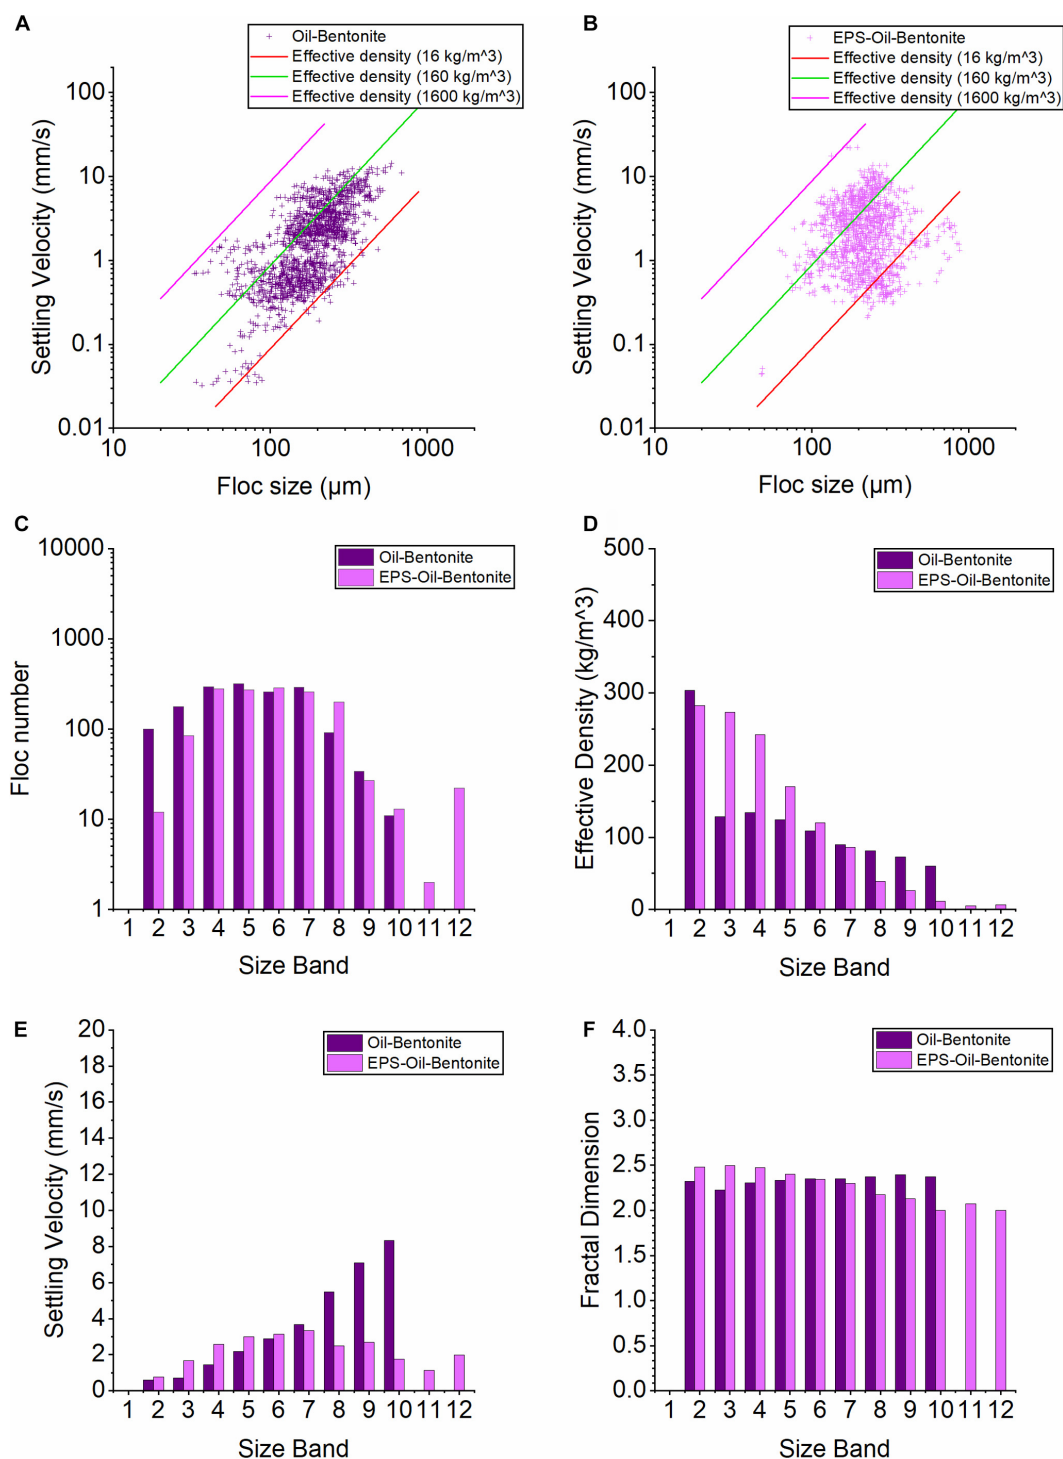 A
Oil-Bentonite
Effective density (16 kg/m^3)
Effective density (160 kg/m^3)
Effective density (1600 kg/m^3)
100
10
1
0.1
0.01
Settling Velocity (mm/s)
10 100 1000
Floc size (µm)
B
EPS-Oil-Bentonite
Effective density (16 kg/m^3)
Effective density (160 kg/m^3)
Effective density (1600 kg/m^3)
100
10
1
0.1
0.01
Settling Velocity (mm/s)
10 100 1000
Floc size (µm)
C
Oil-Bentonite
EPS-Oil-Bentonite
10000
1000
100
10
1
Floc number
1 2 3 4 5 6 7 8 9 10 11 12
Size Band
D
Oil-Bentonite
EPS-Oil-Bentonite
500
400
300
200
100
0
Effective Density (kg/m^3)
1 2 3 4 5 6 7 8 9 10 11 12
Size Band
E
Oil-Bentonite
EPS-Oil-Bentonite
20
18
16
14
12
10
8
6
4
2
0
Settling Velocity (mm/s)
1 2 3 4 5 6 7 8 9 10 11 12
Size Band
F
Oil-Bentonite
EPS-Oil-Bentonite
4.0
3.5
3.0
2.5
2.0
1.5
1.0
0.5
0.0
Fractal Dimension
1 2 3 4 5 6 7 8 9 10 11 12
Size Band